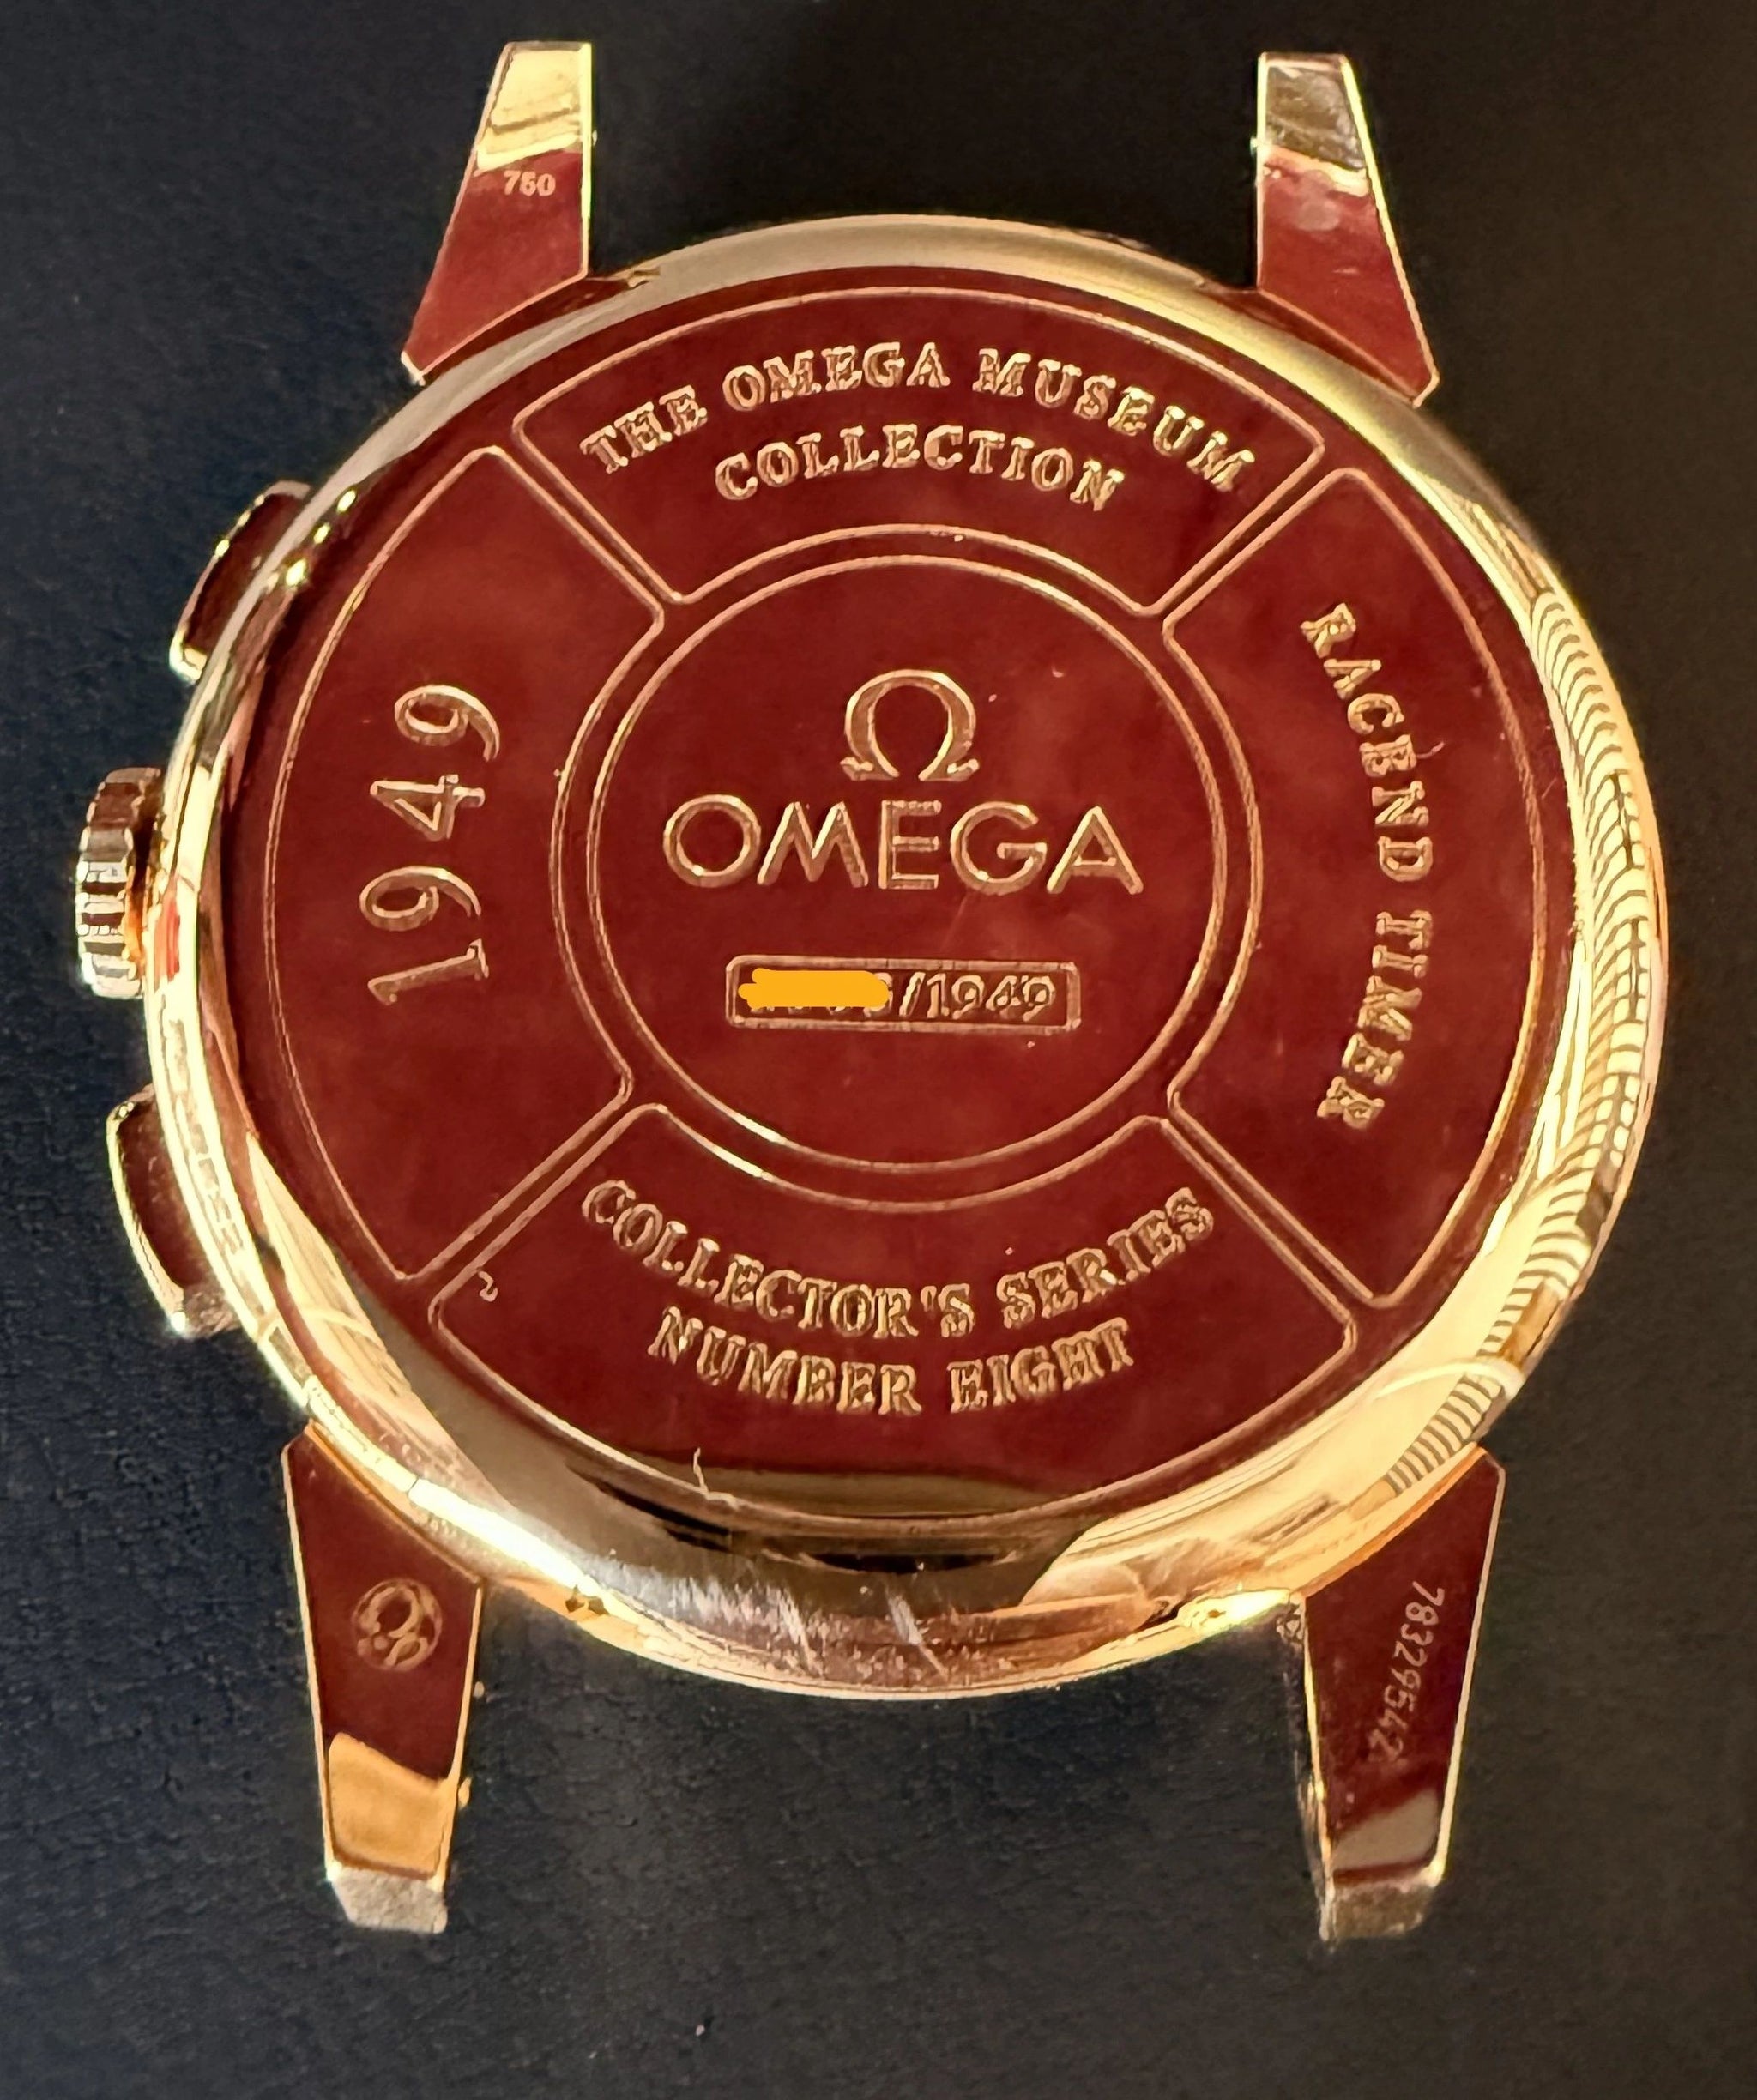 750
THE OMEGA MUSEUM
COLLECTION
1949
RACEND TIMER
Ω
OMEGA
/1949
COLLECTOR'S SERIES
NUMBER EIGHT
78329542